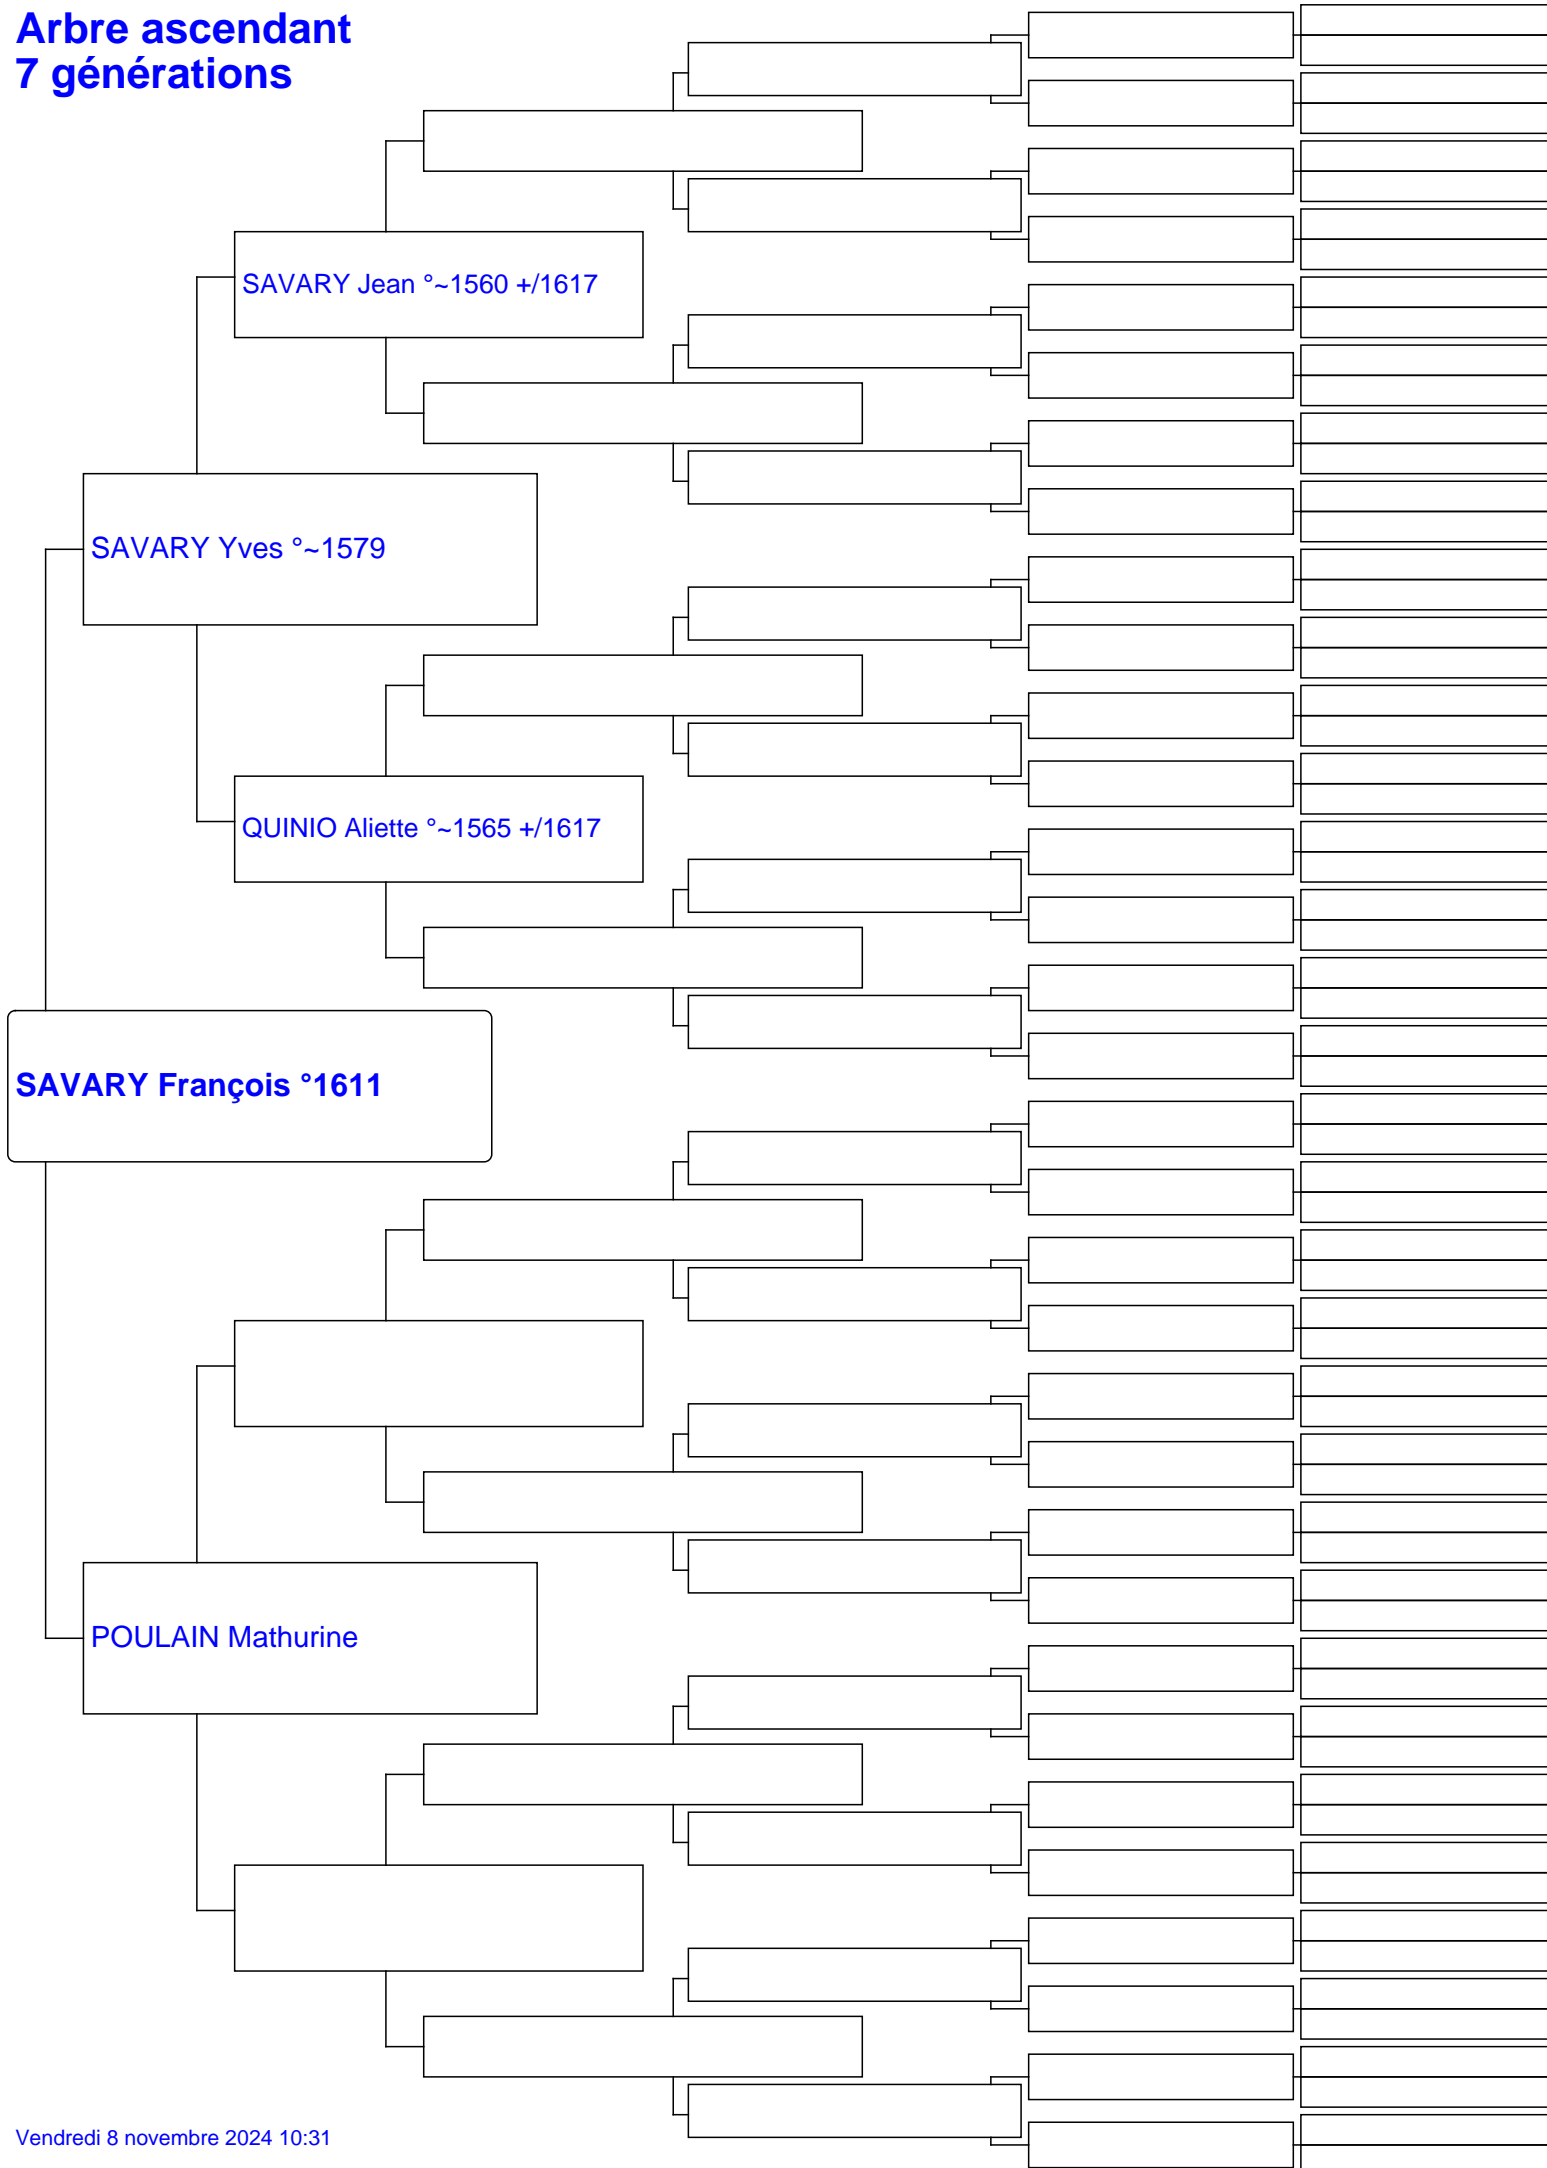 Arbre ascendant
7 générations
SAVARY Jean °~1560 +/1617
SAVARY Yves °~1579
QUINIO Aliette °~1565 +/1617
SAVARY François °1611
POULAIN Mathurine
Vendredi 8 novembre 2024 10:31